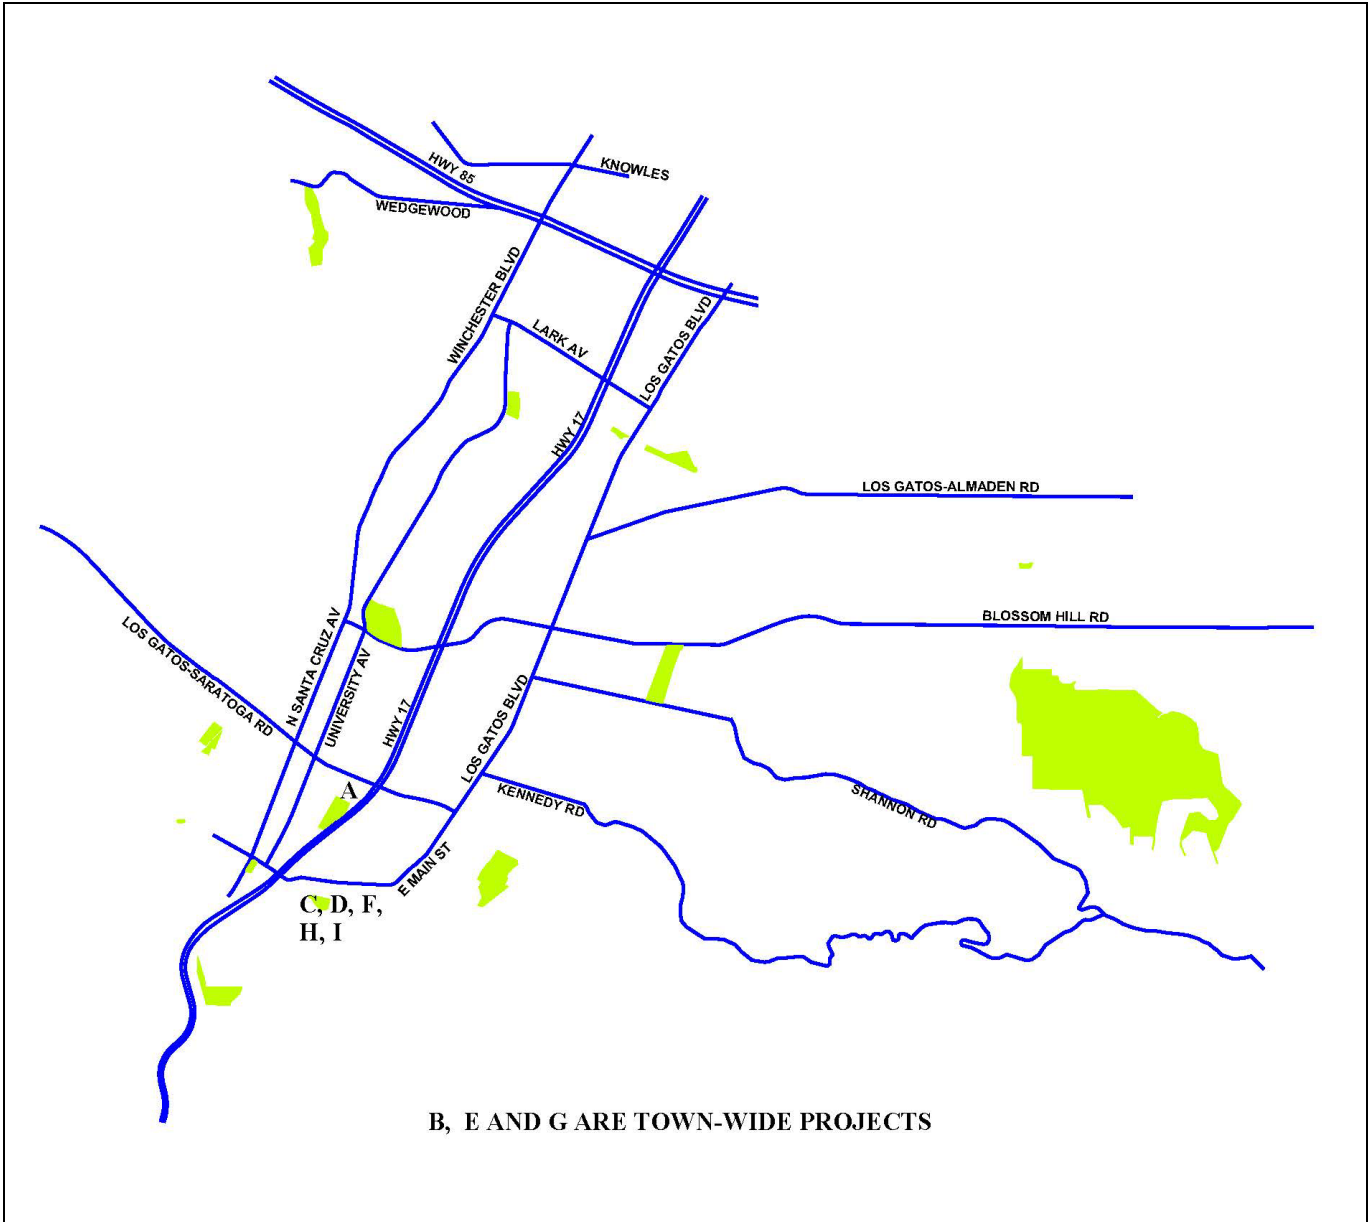 KNOWLES
HWY 85
WEDGEWOOD
WINCHESTER BLVD
LARK AV
LOS GATOS BLVD
HWY 17
LOS GATOS-ALMADEN RD
BLOSSOM HILL RD
LOS GATOS-SARATOGA RD
N SANTA CRUZ AV
UNIVERSITY AV
HWY 17
LOS GATOS BLVD
A
KENNEDY RD
SHANNON RD
E MAIN ST
C, D, F,
H, I
B, E AND G ARE TOWN-WIDE PROJECTS